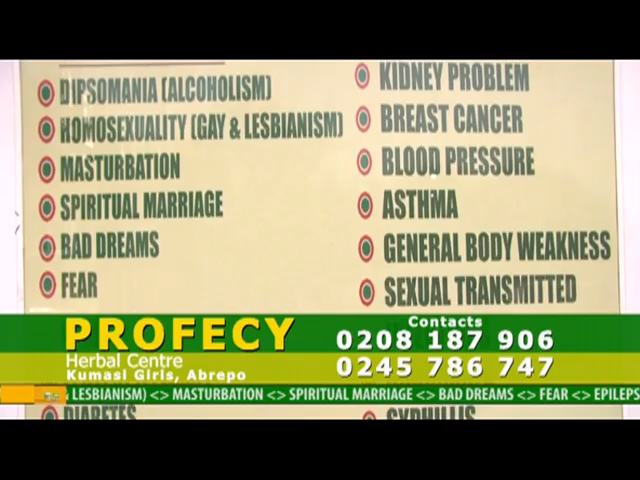 DIPSOMANIA (ALCOHOLISM)
HOMOSEXUALITY (GAY & LESBIANISM)
MASTURBATION
SPIRITUAL MARRIAGE
BAD DREAMS
FEAR
KIDNEY PROBLEM
BREAST CANCER
BLOOD PRESSURE
ASTHMA
GENERAL BODY WEAKNESS
SEXUAL TRANSMITTED
PROFECY
Herbal Centre
Kumasi Girls, Abrepo
Contacts
0208 187 906
0245 786 747
LESBIANISM) <> MASTURBATION <> SPIRITUAL MARRIAGE <> BAD DREAMS <> FEAR <> EPILEPS
DIABETES
SYPHILLIS